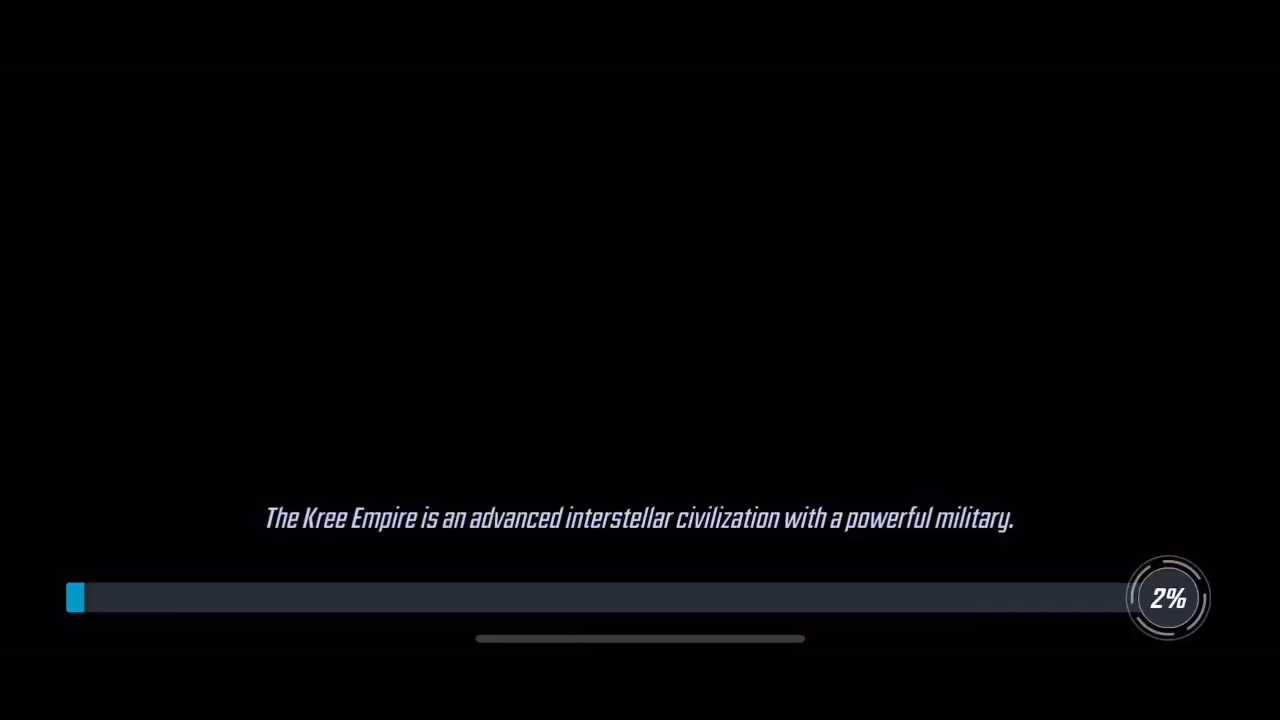 The Kree Empire is an advanced interstellar civilization with a powerful military.
2%